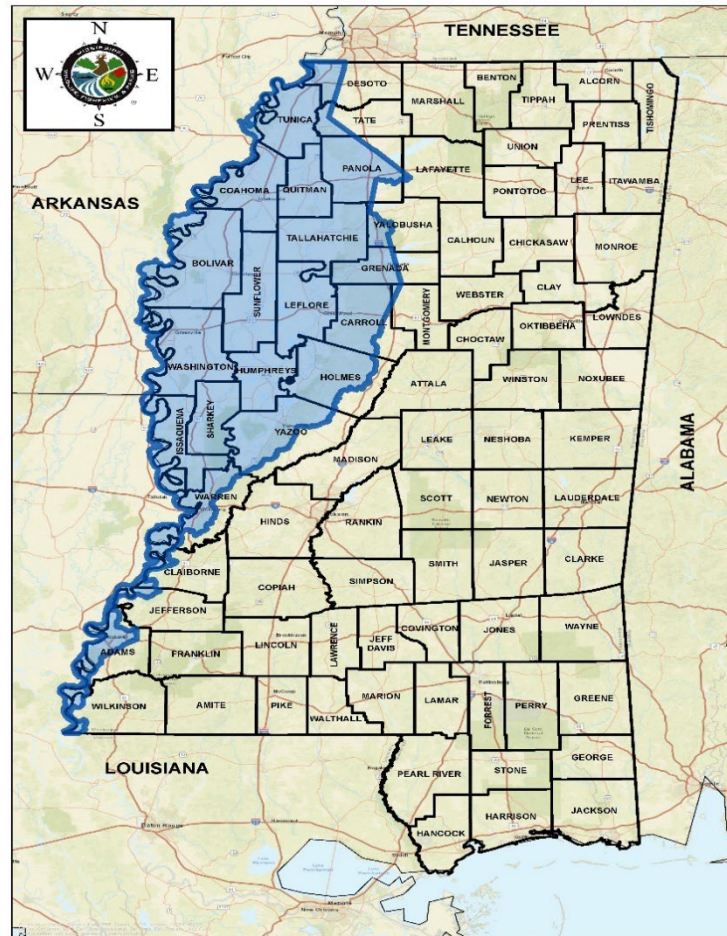 TENNESSEE
N
W
E
S
DESOTO
BENTON
ALCORN
TISHOMINGO
MARSHALL
TIPPAH
TUNICA
TATE
PRENTISS
UNION
PANOLA
LAFAYETTE
LEE
ITAWAMBA
COAHOMA
QUITMAN
PONTOTOC
ARKANSAS
YALOBUSHA
TALLAHATCHIE
CALHOUN
CHICKASAW
MONROE
BOLIVAR
SUNFLOWER
GRENADA
CLAY
LEFLORE
WEBSTER
MONTGOMERY
CARROLL
OKTIBBEHA
LOWNDES
CHOCTAW
WASHINGTON
HUMPHREYS
HOLMES
ATTALA
WINSTON
NOXUBEE
ISSAQUENA
SHARKEY
YAZOO
LEAKE
NESHOBA
KEMPER
MADISON
ALABAMA
WARREN
SCOTT
NEWTON
LAUDERDALE
HINDS
RANKIN
SMITH
JASPER
CLARKE
CLAIBORNE
COPIAH
SIMPSON
JEFFERSON
COVINGTON
JONES
WAYNE
LAWRENCE
JEFF
DAVIS
LINCOLN
ADAMS
FRANKLIN
MARION
LAMAR
FORREST
PERRY
GREENE
WILKINSON
AMITE
PIKE
WALTHALL
GEORGE
LOUISIANA
PEARL RIVER
STONE
HARRISON
JACKSON
HANCOCK